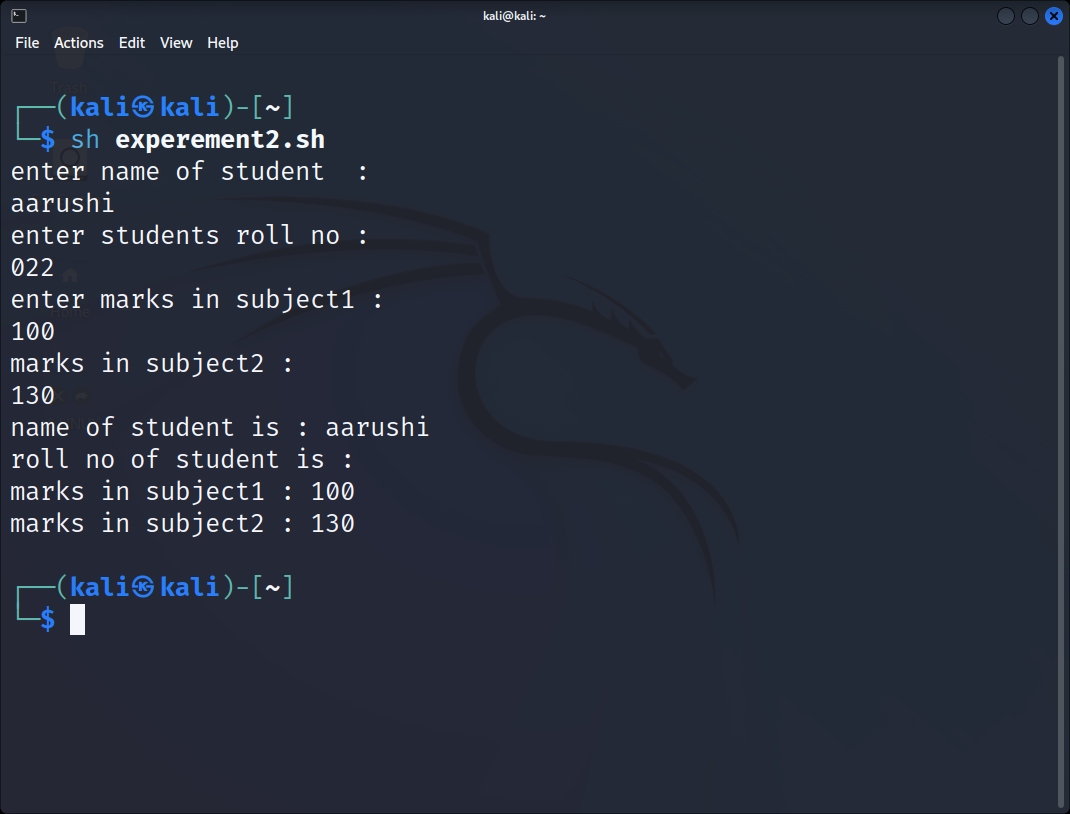 kali@kali: ~
File Actions Edit View Help
┌──(kali㉿kali)-[~]
└─$ sh experement2.sh
enter name of student  :
aarushi
enter students roll no :
022
enter marks in subject1 :
100
marks in subject2 :
130
name of student is : aarushi
roll no of student is :
marks in subject1 : 100
marks in subject2 : 130
┌──(kali㉿kali)-[~]
└─$